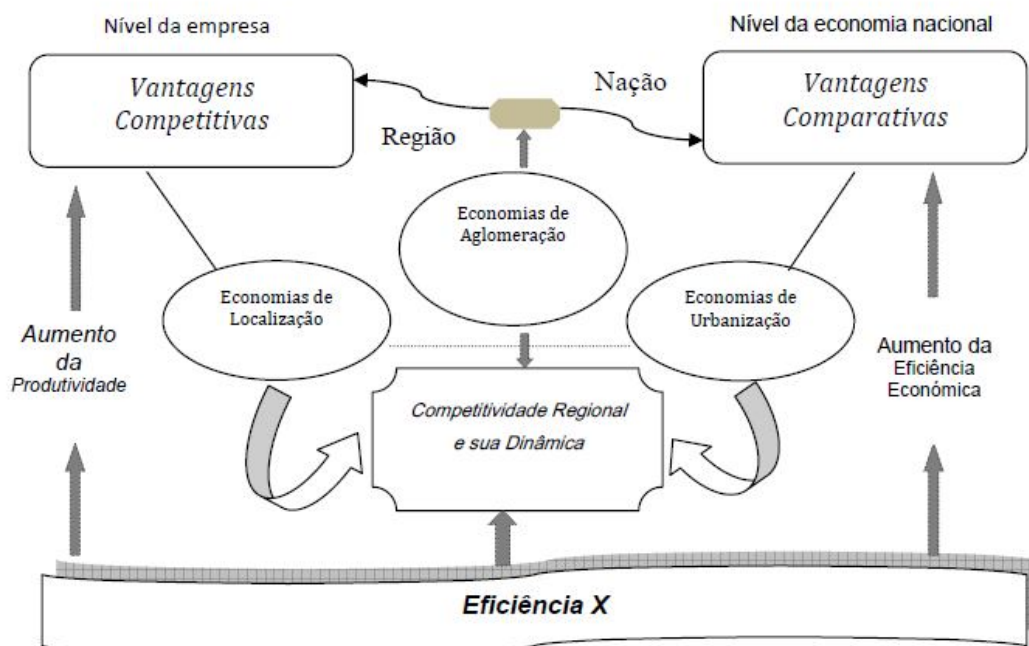 Nível da empresa
Nível da economia nacional
Vantagens
Competitivas
Nação
Região
Vantagens
Comparativas
Economias de
Aglomeração
Economias de
Localização
Economias de
Urbanização
Aumento
da
Produtividade
Aumento da
Eficiência
Económica
Competitividade Regional
e sua Dinâmica
Eficiência X